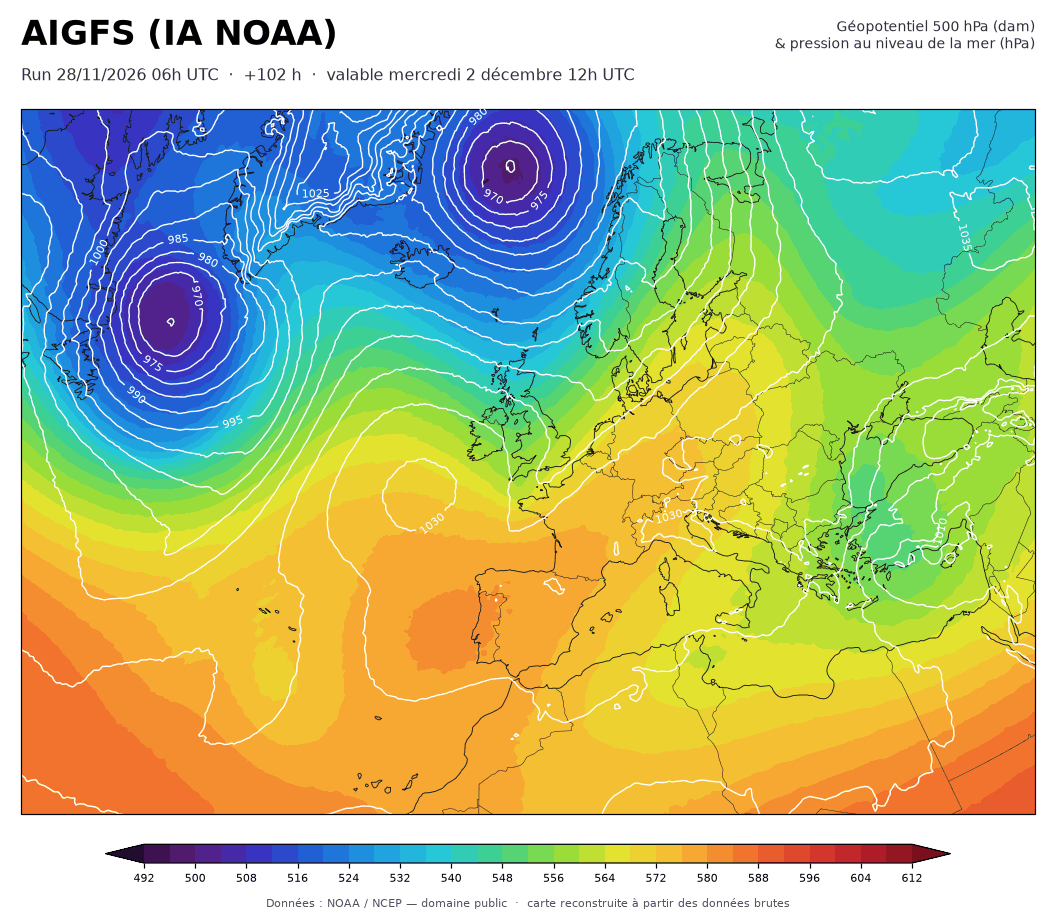 AIGFS (IA NOAA)
Géopotentiel 500 hPa (dam)
& pression au niveau de la mer (hPa)
Run 28/11/2026 06h UTC · +102 h · valable mercredi 2 décembre 12h UTC
980
970
975
1025
985
980
1000
970
1035
975
990
995
1030
1030
1010
492 500 508 516 524 532 540 548 556 564 572 580 588 596 604 612
Données : NOAA / NCEP — domaine public · carte reconstruite à partir des données brutes